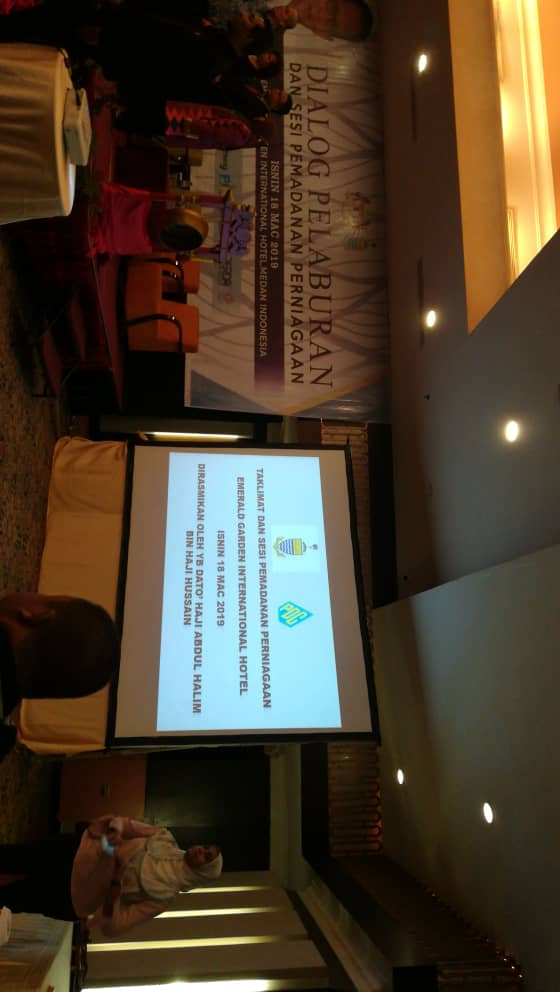 DIALOG PELABURAN
DAN SESI PEMADANAN PERNIAGAAN
ISNIN 18 MAC 2019
INTERNATIONAL HOTEL, MEDAN INDONESIA
PDC
TAKLIMAT DAN SESI PEMADANAN PERNIAGAAN
EMERALD GARDEN INTERNATIONAL HOTEL
ISNIN 18 MAC 2019
DIRASMIKAN OLEH YB DATO' HAJI ABDUL HALIM
BIN HAJI HUSSAIN